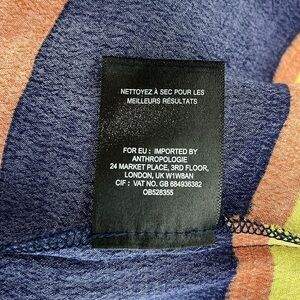 NETTOYEZ À SEC POUR LES
MEILLEURS RÉSULTATS
FOR EU : IMPORTED BY
ANTHROPOLOGIE
24 MARKET PLACE, 3RD FLOOR,
LONDON, UK W1W8AN
CIF : VAT NO. GB 684936382
OB528355